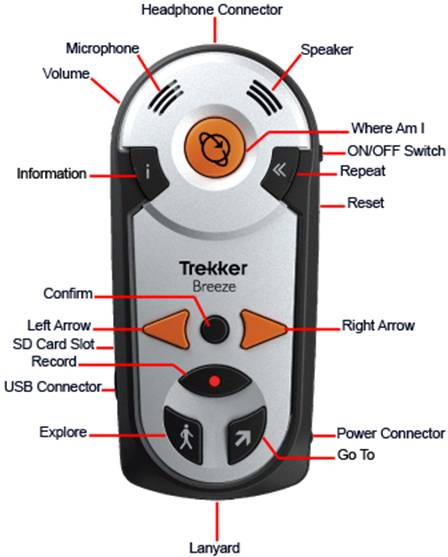 Headphone Connector
Microphone
Speaker
Volume
Where Am I
ON/OFF Switch
Information
i
Repeat
Reset
Trekker
Breeze
Confirm
Left Arrow
Right Arrow
SD Card Slot
Record
USB Connector
Explore
Power Connector
Go To
Lanyard